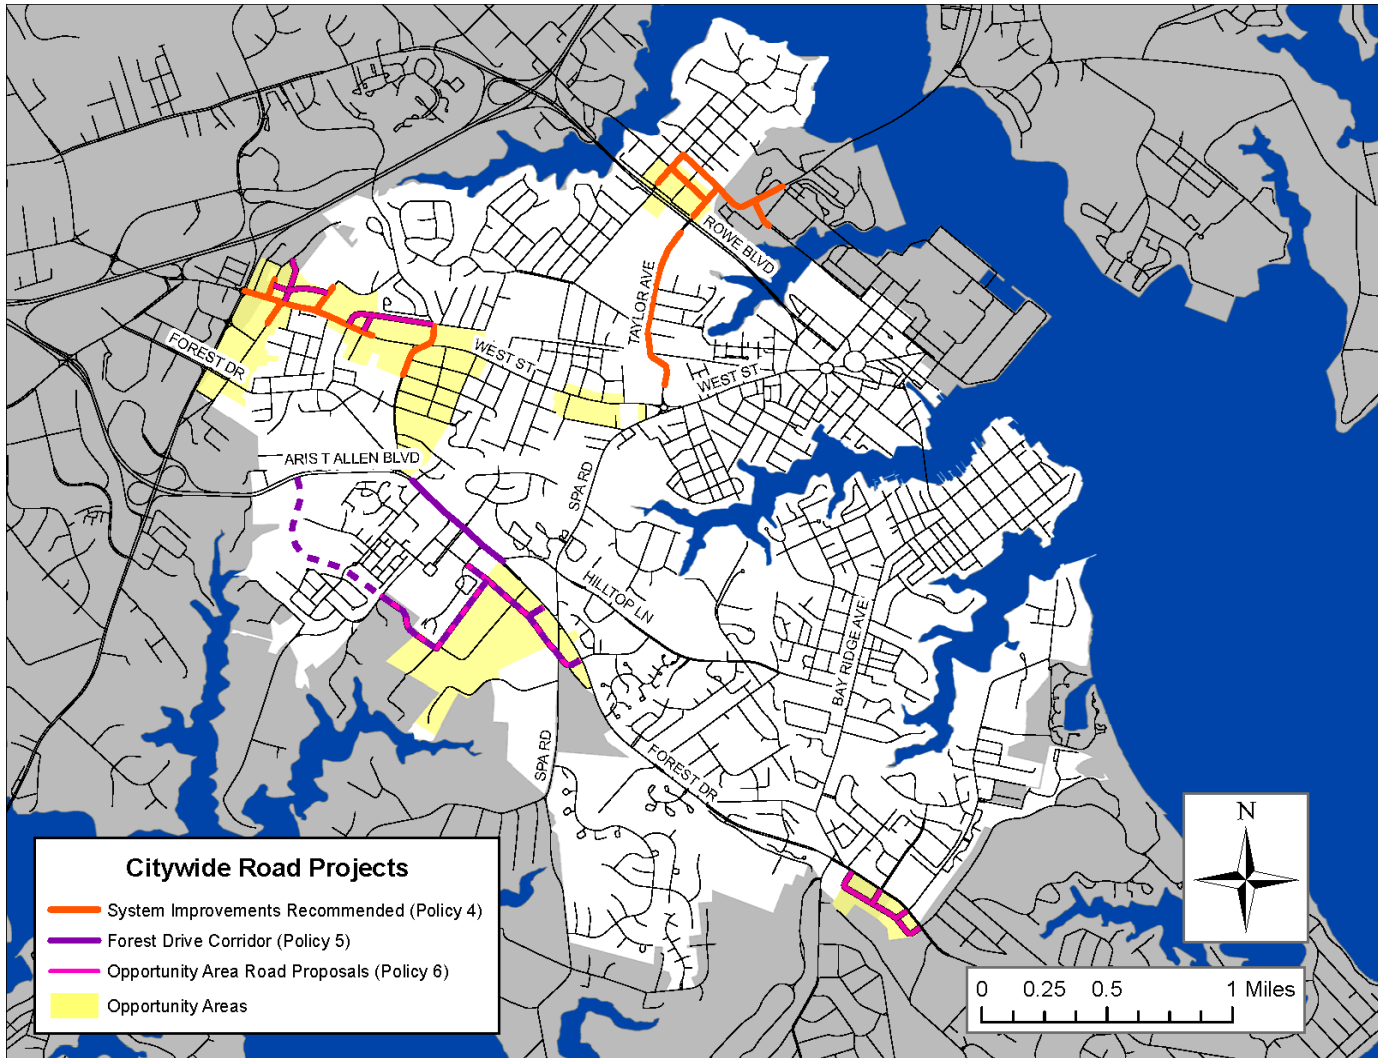 ROWE BLVD
TAYLOR AVE
FOREST DR
WEST ST
WEST ST
ARIS T ALLEN BLVD
SPA RD
HILLTOP LN
BAY RIDGE AVE
SPA RD
FOREST DR
N
Citywide Road Projects
System Improvements Recommended (Policy 4)
Forest Drive Corridor (Policy 5)
Opportunity Area Road Proposals (Policy 6)
Opportunity Areas
0 0.25 0.5 1 Miles